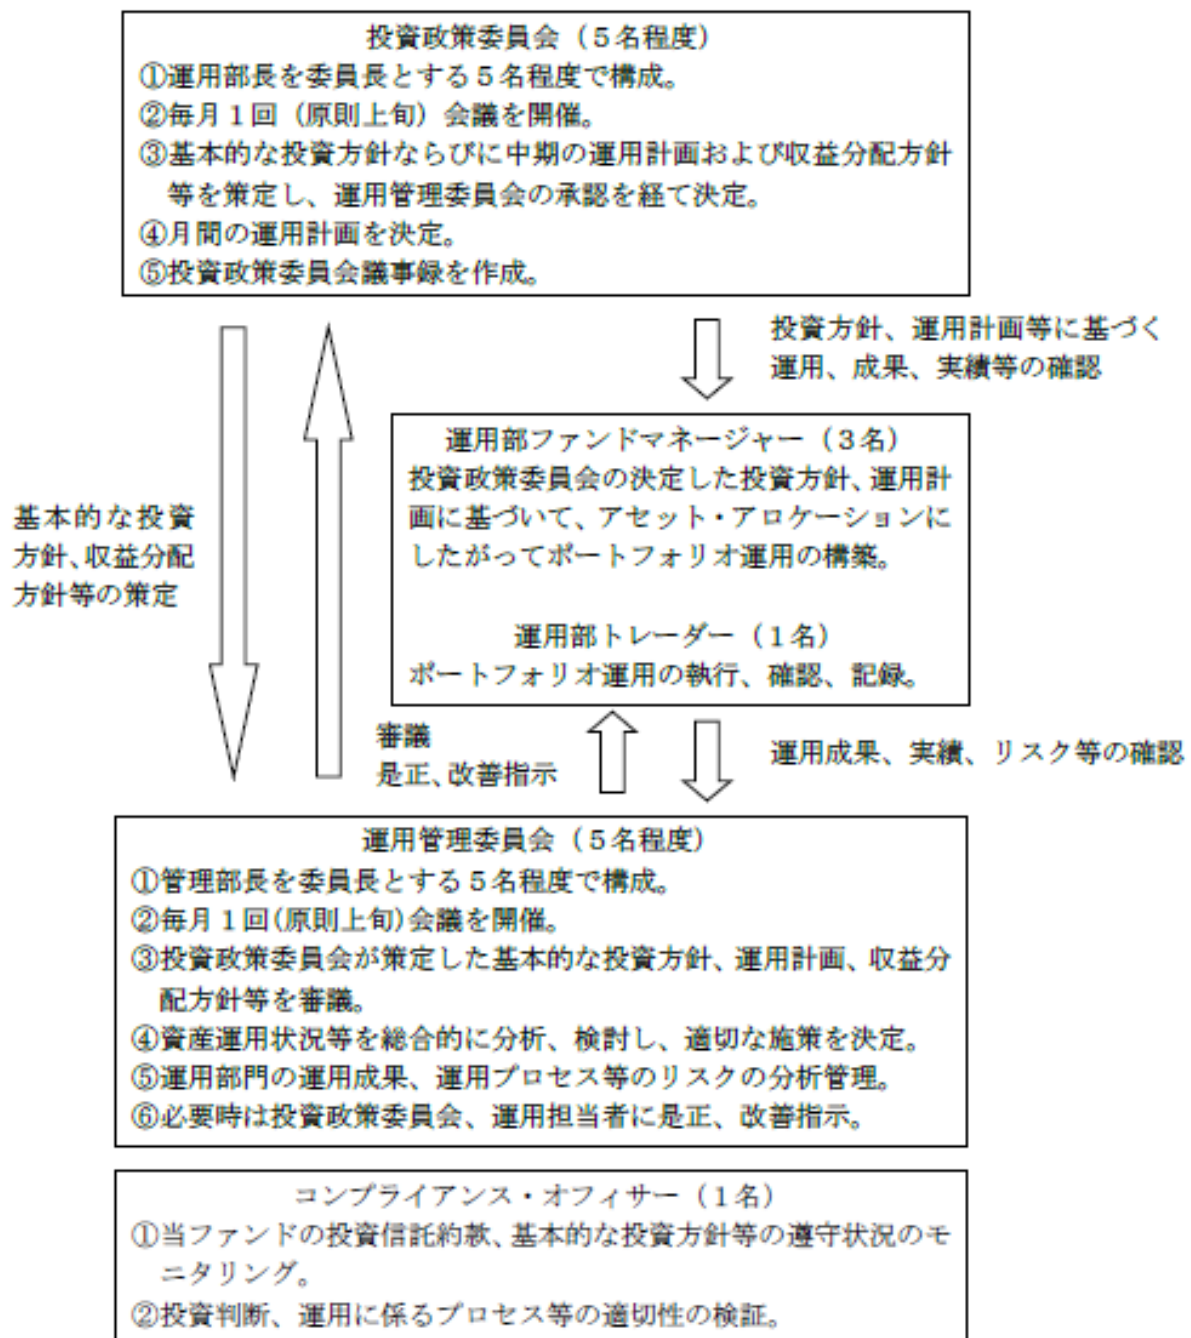 投資政策委員会（５名程度）
①運用部長を委員長とする５名程度で構成。
②毎月１回（原則上旬）会議を開催。
③基本的な投資方針ならびに中期の運用計画および収益分配方針
等を策定し、運用管理委員会の承認を経て決定。
④月間の運用計画を決定。
⑤投資政策委員会議事録を作成。
投資方針、運用計画等に基づく
運用、成果、実績等の確認
運用部ファンドマネージャー（３名）
投資政策委員会の決定した投資方針、運用計
画に基づいて、アセット・アロケーションに
したがってポートフォリオ運用の構築。
運用部トレーダー（１名）
ポートフォリオ運用の執行、確認、記録。
基本的な投資
方針、収益分配
方針等の策定
審議
是正、改善指示
運用成果、実績、リスク等の確認
運用管理委員会（５名程度）
①管理部長を委員長とする５名程度で構成。
②毎月１回(原則上旬)会議を開催。
③投資政策委員会が策定した基本的な投資方針、運用計画、収益分
配方針等を審議。
④資産運用状況等を総合的に分析、検討し、適切な施策を決定。
⑤運用部門の運用成果、運用プロセス等のリスクの分析管理。
⑥必要時は投資政策委員会、運用担当者に是正、改善指示。
コンプライアンス・オフィサー（１名）
①当ファンドの投資信託約款、基本的な投資方針等の遵守状況のモ
ニタリング。
②投資判断、運用に係るプロセス等の適切性の検証。